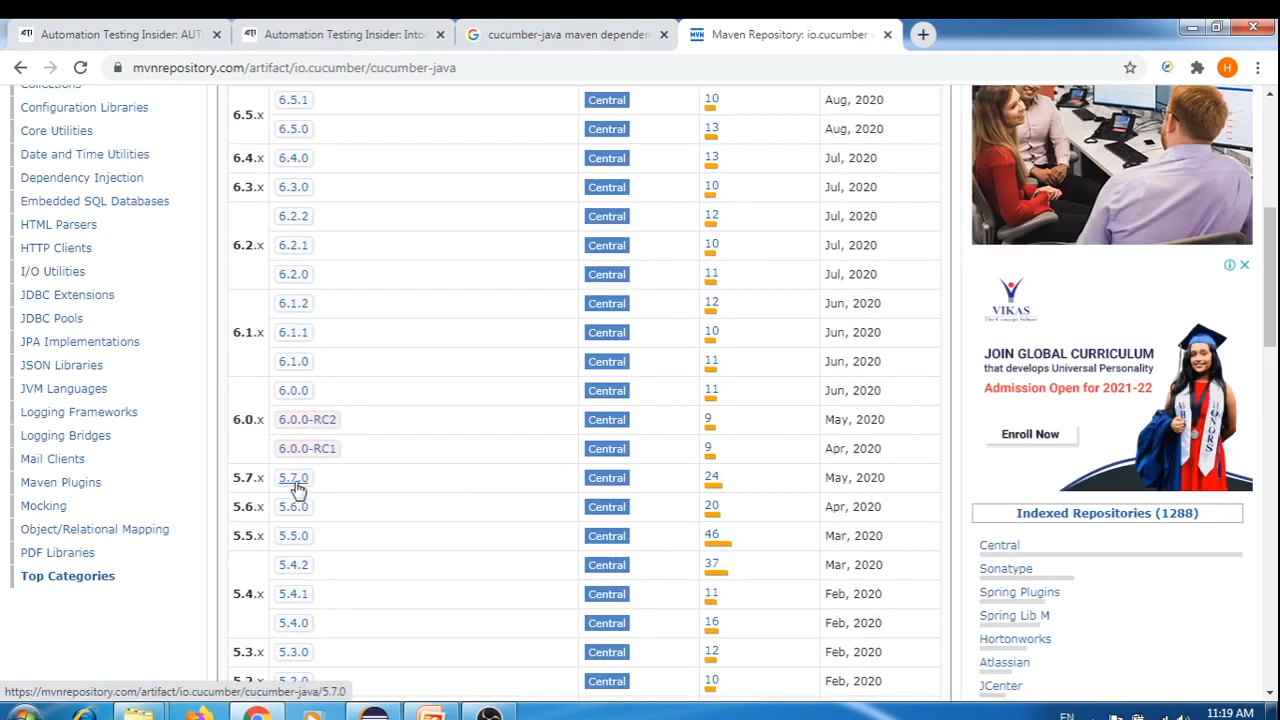 Automation Testing Insider: AUT
Automation Testing Insider: Into
er-java maven dependen
Maven Repository: io.cucumber
mvnrepository.com/artifact/io.cucumber/cucumber-java
H
Collections
Configuration Libraries
Core Utilities
Date and Time Utilities
Dependency Injection
Embedded SQL Databases
HTML Parsers
HTTP Clients
I/O Utilities
JDBC Extensions
JDBC Pools
JPA Implementations
JSON Libraries
JVM Languages
Logging Frameworks
Logging Bridges
Mail Clients
Maven Plugins
Mocking
Object/Relational Mapping
PDF Libraries
Top Categories
6.5.x 6.5.1 Central 10 Aug, 2020
6.5.0 Central 13 Aug, 2020
6.4.x 6.4.0 Central 13 Jul, 2020
6.3.x 6.3.0 Central 10 Jul, 2020
6.2.x 6.2.2 Central 12 Jul, 2020
6.2.1 Central 10 Jul, 2020
6.2.0 Central 11 Jul, 2020
6.1.x 6.1.2 Central 12 Jun, 2020
6.1.1 Central 10 Jun, 2020
6.1.0 Central 11 Jun, 2020
6.0.x 6.0.0 Central 11 Jun, 2020
6.0.0-RC2 Central 9 May, 2020
6.0.0-RC1 Central 9 Apr, 2020
5.7.x 5.7.0 Central 24 May, 2020
5.6.x 5.6.0 Central 20 Apr, 2020
5.5.x 5.5.0 Central 46 Mar, 2020
5.4.x 5.4.2 Central 37 Mar, 2020
5.4.1 Central 11 Feb, 2020
5.4.0 Central 16 Feb, 2020
5.3.x 5.3.0 Central 12 Feb, 2020
Central 10 Feb, 2020
VIKAS
The Concept School
JOIN GLOBAL CURRICULUM
that develops Universal Personality
Admission Open for 2021-22
Enroll Now
HONORS
Indexed Repositories (1288)
Central
Sonatype
Spring Plugins
Spring Lib M
Hortonworks
Atlassian
JCenter
https://mvnrepository.com/artifact/io.cucumber/cucumber-java/5.7.0
EN
11:19 AM